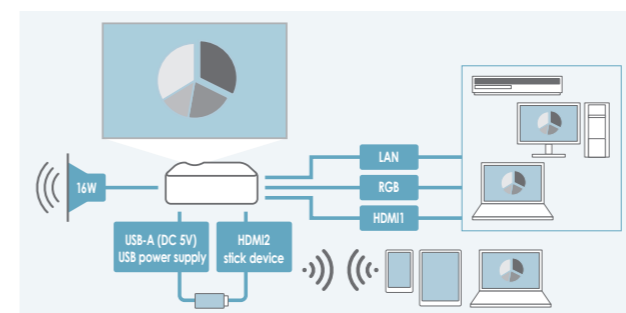 LAN
16W
RGB
HDMI1
USB-A (DC 5V)
USB power supply
HDMI2
stick device